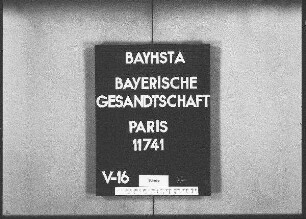 BAYHSTA
BAYERISCHE
GESANDTSCHAFT
PARIS
11741
V-16